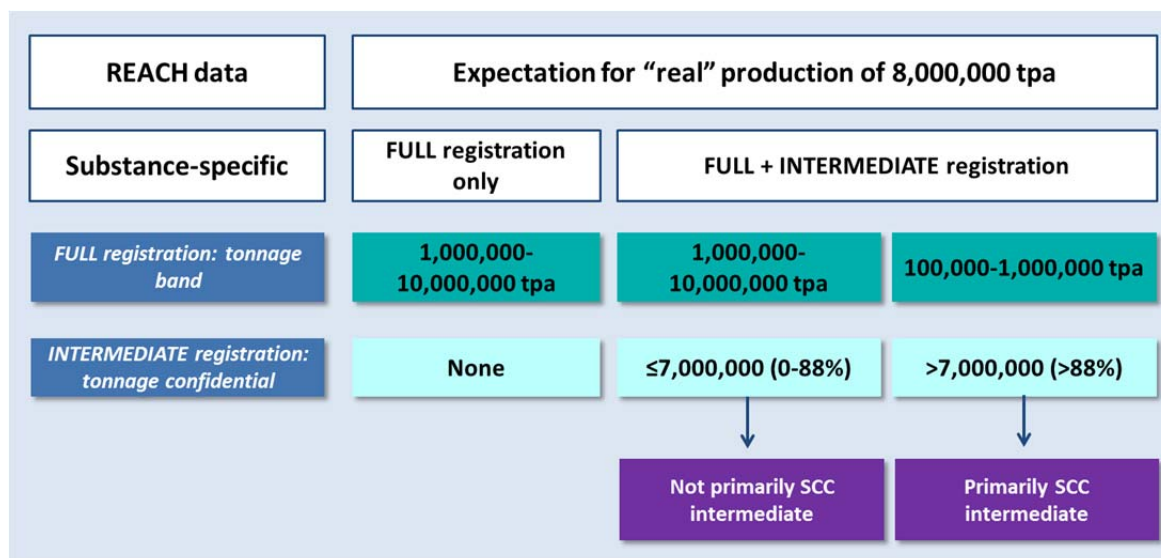 REACH data
Expectation for “real” production of 8,000,000 tpa
Substance-specific
FULL registration
only
FULL + INTERMEDIATE registration
FULL registration: tonnage
band
1,000,000-
10,000,000 tpa
1,000,000-
10,000,000 tpa
100,000-1,000,000 tpa
INTERMEDIATE registration:
tonnage confidential
None
≤7,000,000 (0-88%)
>7,000,000 (>88%)
Not primarily SCC
intermediate
Primarily SCC
intermediate